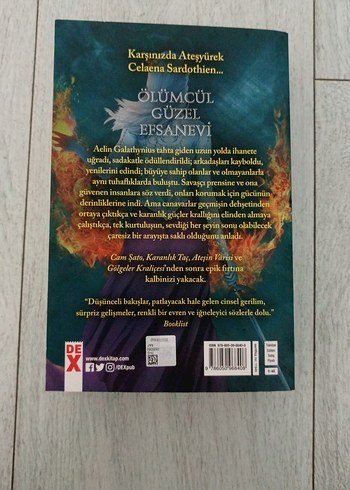 Karşınızda Ateşyürek
Celaena Sardothien...
ÖLÜMCÜL
GÜZEL
EFSANEVİ
Aelin Galathynius tahta giden uzun yolda ihanete
uğradı, sadakatle ödüllendirildi; arkadaşları kayboldu,
yenilerini edindi; büyüye sahip olanlar ve olmayanlarla
aynı tuhaflıklarda buluştu. Savaşçı prensine ve ona
güvenen insanlara söz verdi, onları korumak için gücünün
derinliklerine indi. Ama canavarlar geçmişin dehşetinden
ortaya çıktıkça ve karanlık güçler krallığını elinden almaya
çalıştıkça, tek kurtuluşun, sevdiği her şeyin sonu olabilecek
çaresiz bir arayışta saklı olduğunu anladı.
Cam Şato, Karanlık Taç, Ateşin Varisi ve
Gölgeler Kraliçesi'nden sonra epik fırtına
kalbinizi yakacak.
"Düşünceli bakışlar, patlayacak hale gelen cinsel gerilim,
sürpriz gelişmeler, renkli bir evren ve iğneleyici sözlerle dolu."
Booklist
DEX
www.dexkitap.com
/DEXpub